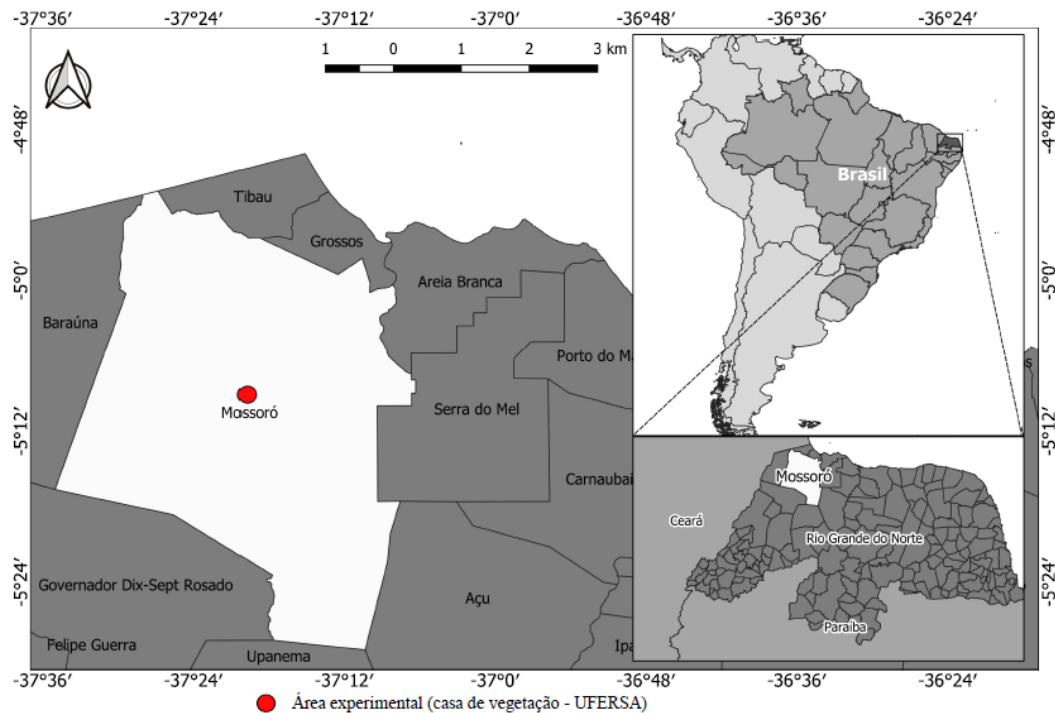 -37°36′ -37°24′ -37°12′ -37°0′ -36°48′ -36°36′ -36°24′
1 0 1 2 3 km
-4°48′
-4°48′
Brasil
Tibau
Grossos
Areia Branca
-5°0′
-5°0′
Baraúna
Porto do Ma
s
Mossoró
Serra do Mel
-5°12′
-5°12′
Carnaubai
Mossoró
Ceará
Rio Grande do Norte
Paraíba
-5°24′
-5°24′
Governador Dix-Sept Rosado
Açu
Felipe Guerra
Upanema
Ipa
-37°36′ -37°24′ -37°12′ -37°0′ -36°48′ -36°36′ -36°24′
Área experimental (casa de vegetação - UFERSA)